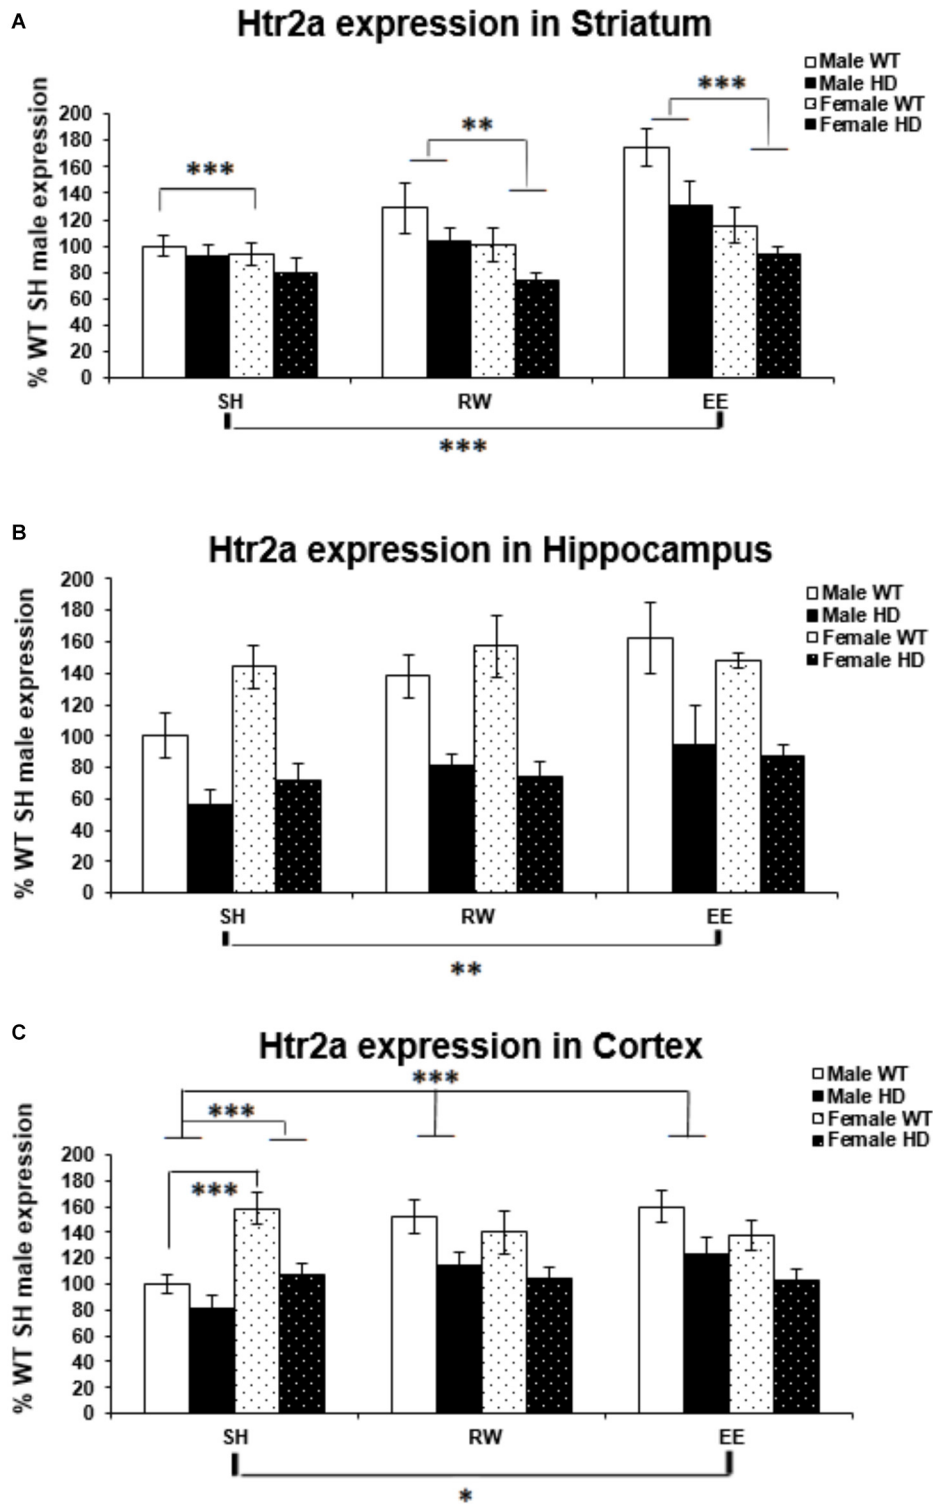 A
Htr2a expression in Striatum
Male WT
Male HD
Female WT
Female HD
% WT SH male expression
200
180
160
140
120
100
80
60
40
20
0
***
**
***
SH
RW
EE
***
B
Htr2a expression in Hippocampus
Male WT
Male HD
Female WT
Female HD
% WT SH male expression
200
180
160
140
120
100
80
60
40
20
0
SH
RW
EE
**
C
Htr2a expression in Cortex
Male WT
Male HD
Female WT
Female HD
***
***
***
% WT SH male expression
200
180
160
140
120
100
80
60
40
20
0
SH
RW
EE
*